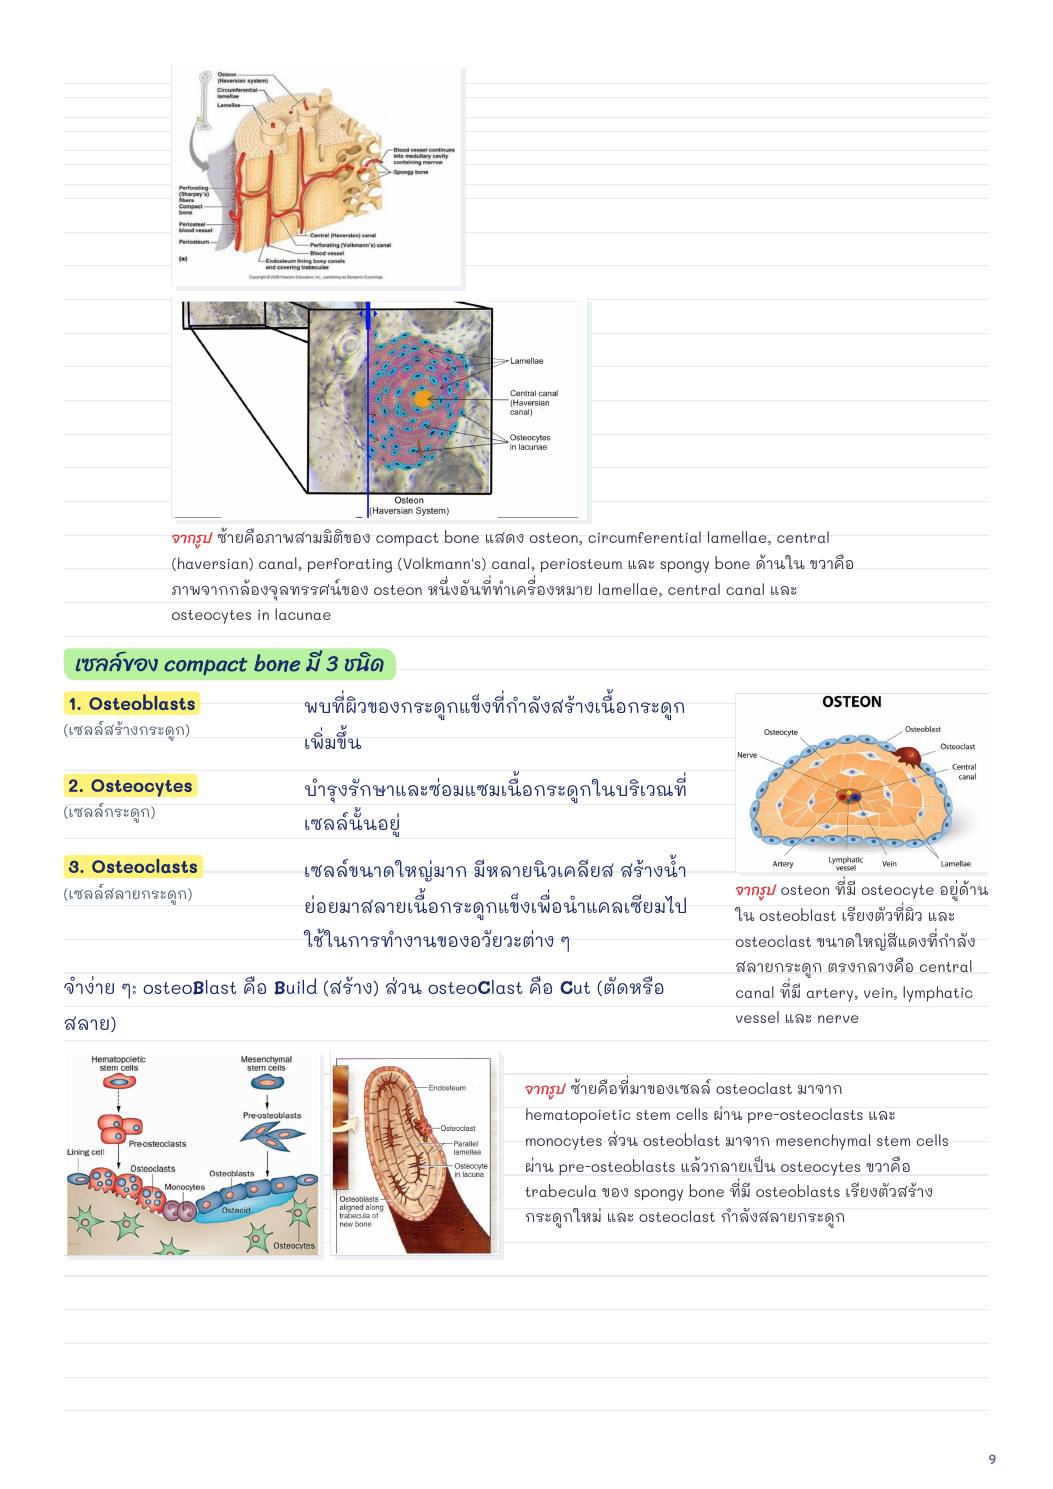 Osteon
(Haversian system)
Circumferential
lamellae
Lamellae
Blood vessel continues
into medullary cavity
containing marrow
Spongy bone
Perforating
(Sharpey's)
fibers
Compact
bone
Periosteal
blood vessel
Periosteum
Central (Haversian) canal
Perforating (Volkmann's) canal
Blood vessel
Endosteum lining bony canals
and covering trabeculae
(a)
Copyright © 2006 Pearson Education, Inc., publishing as Benjamin Cummings.
Lamellae
Central canal
(Haversian
canal)
Osteocytes
in lacunae
Osteon
(Haversian System)
จากรูป ซ้ายคือภาพสามมิติของ compact bone แสดง osteon, circumferential lamellae, central
(haversian) canal, perforating (Volkmann's) canal, periosteum และ spongy bone ด้านใน ขวาคือ
ภาพจากกล้องจุลทรรศน์ของ osteon หนึ่งอันที่ทำเครื่องหมาย lamellae, central canal และ
osteocytes in lacunae
เซลล์ของ compact bone มี 3 ชนิด
1. Osteoblasts
(เซลล์สร้างกระดูก)
พบที่ผิวของกระดูกแข็งที่กำลังสร้างเนื้อกระดูก
เพิ่มขึ้น
2. Osteocytes
(เซลล์กระดูก)
บำรุงรักษาและซ่อมแซมเนื้อกระดูกในบริเวณที่
เซลล์นั้นอยู่
3. Osteoclasts
(เซลล์สลายกระดูก)
เซลล์ขนาดใหญ่มาก มีหลายนิวเคลียส สร้างน้ำ
ย่อยมาสลายเนื้อกระดูกแข็งเพื่อนำแคลเซียมไป
ใช้ในการทำงานของอวัยวะต่าง ๆ
จำง่าย ๆ: osteoBlast คือ Build (สร้าง) ส่วน osteoClast คือ Cut (ตัดหรือ
สลาย)
OSTEON
Osteocyte
Osteoblast
Nerve
Osteoclast
Central
canal
Artery
Lymphatic
vessel
Vein
Lamellae
จากรูป osteon ที่มี osteocyte อยู่ด้าน
ใน osteoblast เรียงตัวที่ผิว และ
osteoclast ขนาดใหญ่สีแดงที่กำลัง
สลายกระดูก ตรงกลางคือ central
canal ที่มี artery, vein, lymphatic
vessel และ nerve
Hematopoietic
stem cells
Mesenchymal
stem cells
Pre-osteoblasts
Pre-osteoclasts
Lining cell
Osteoclasts
Osteoblasts
Monocytes
Osteoid
Osteocytes
Endosteum
Osteoclast
Parallel
lamellae
Osteocyte
in lacuna
Osteoblasts
aligned along
trabecula of
new bone
จากรูป ซ้ายคือที่มาของเซลล์ osteoclast มาจาก
hematopoietic stem cells ผ่าน pre-osteoclasts และ
monocytes ส่วน osteoblast มาจาก mesenchymal stem cells
ผ่าน pre-osteoblasts แล้วกลายเป็น osteocytes ขวาคือ
trabecula ของ spongy bone ที่มี osteoblasts เรียงตัวสร้าง
กระดูกใหม่ และ osteoclast กำลังสลายกระดูก
9